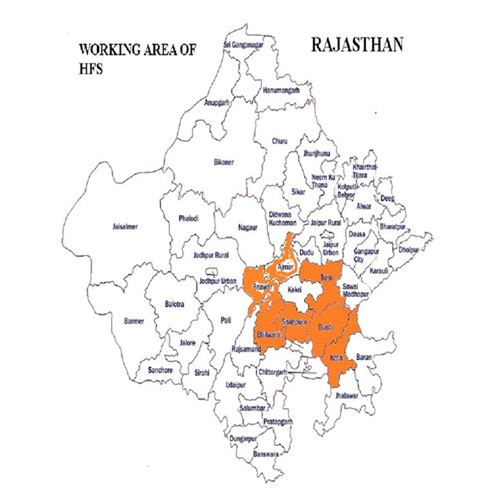 WORKING AREA OF
HFS
RAJASTHAN
Sri Ganganagar
Hanumangarh
Anupgarh
Churu
Bikaner
Jhunjhunu
Khairthal-
Tijara
Neem Ka
Thana
Kotputli-
Behror
Sikar
Alwar
Deeg
Jaisalmer
Phalodi
Nagaur
Didwana
Kuchaman
Jaipur Rural
Dausa
Bharatpur
Jodhpur Rural
Dudu
Jaipur
Urban
Gangapur
City
Dholpur
Ajmer
Karauli
Jodhpur Urban
Beawar
Kekri
Tonk
Sawai
Madhopur
Balotra
Barmer
Pali
Shahpura
Bundi
Bhilwara
Jalore
Rajsamand
Kota
Baran
Sanchore
Sirohi
Chittorgarh
Udaipur
Jhalawar
Salumbar
Pratapgarh
Dungarpur
Banswara